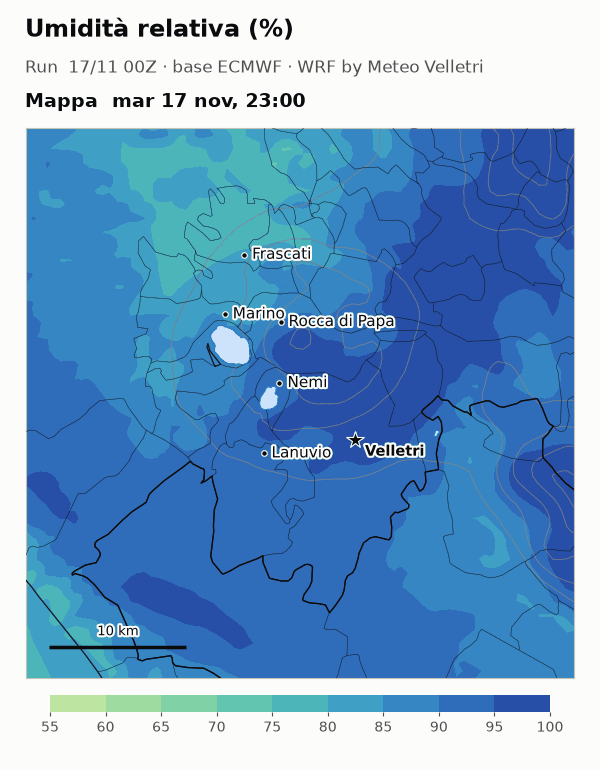 Umidità relativa (%)
Run  17/11 00Z · base ECMWF · WRF by Meteo Velletri
Mappa  mar 17 nov, 23:00
Frascati
Marino
Rocca di Papa
Nemi
Velletri
Lanuvio
10 km
55 60 65 70 75 80 85 90 95 100